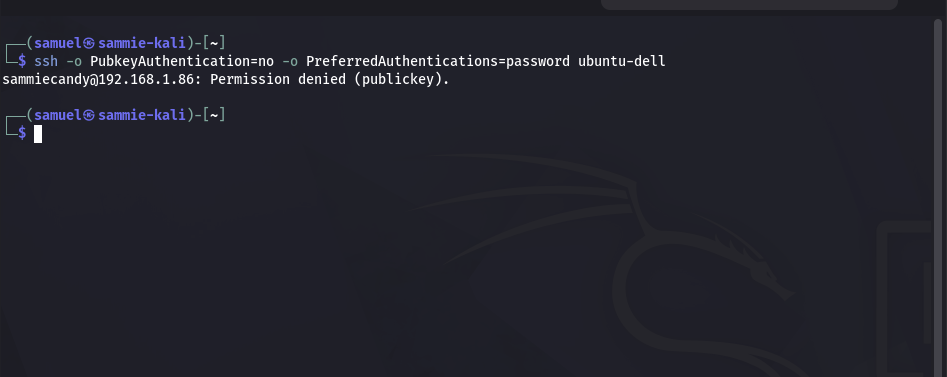 ┌──(samuel㉿sammie-kali)-[~]
└─$ ssh -o PubkeyAuthentication=no -o PreferredAuthentications=password ubuntu-dell
sammiecandy@192.168.1.86: Permission denied (publickey).
┌──(samuel㉿sammie-kali)-[~]
└─$